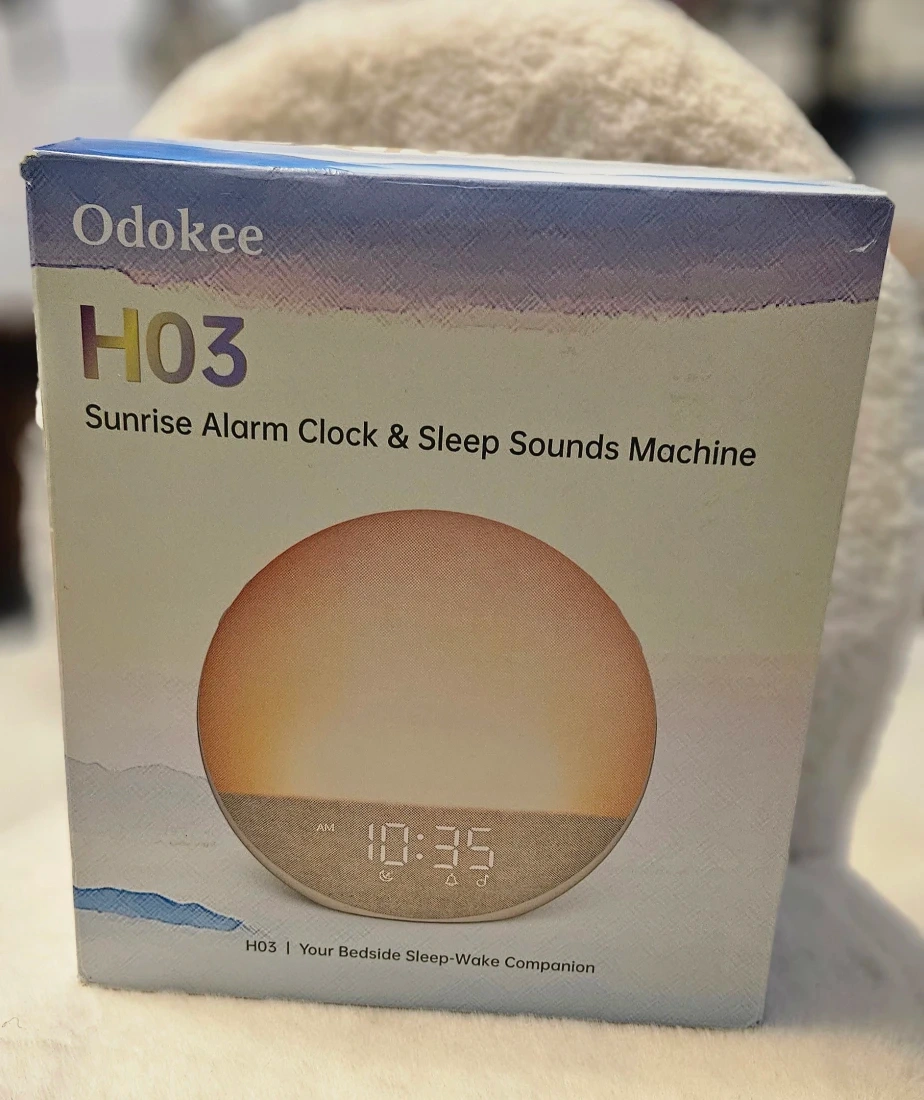 Odokee
H03
Sunrise Alarm Clock & Sleep Sounds Machine
AM 10:35
H03 | Your Bedside Sleep-Wake Companion